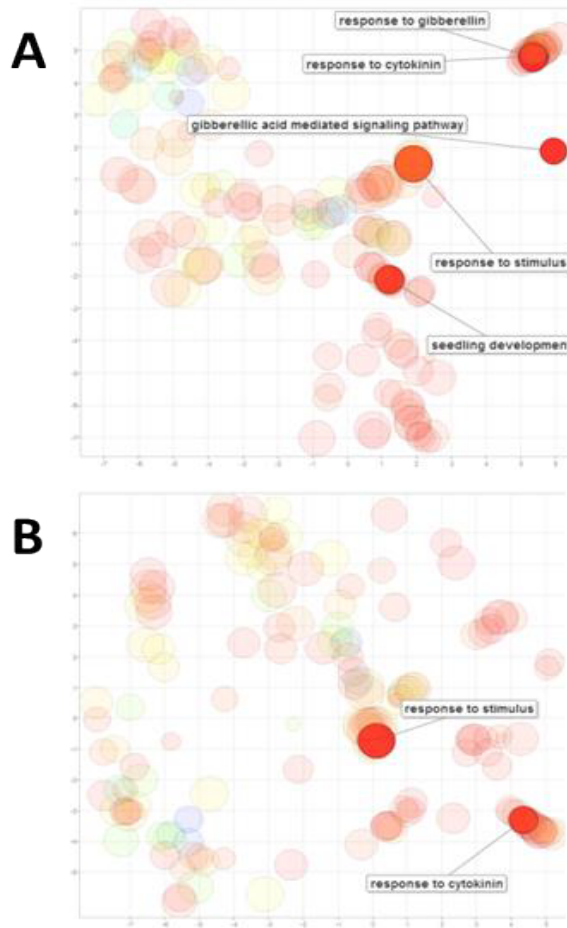 A
response to gibberellin
response to cytokinin
gibberellic acid mediated signaling pathway
response to stimulus
seedling developmen
B
response to stimulus
response to cytokinin